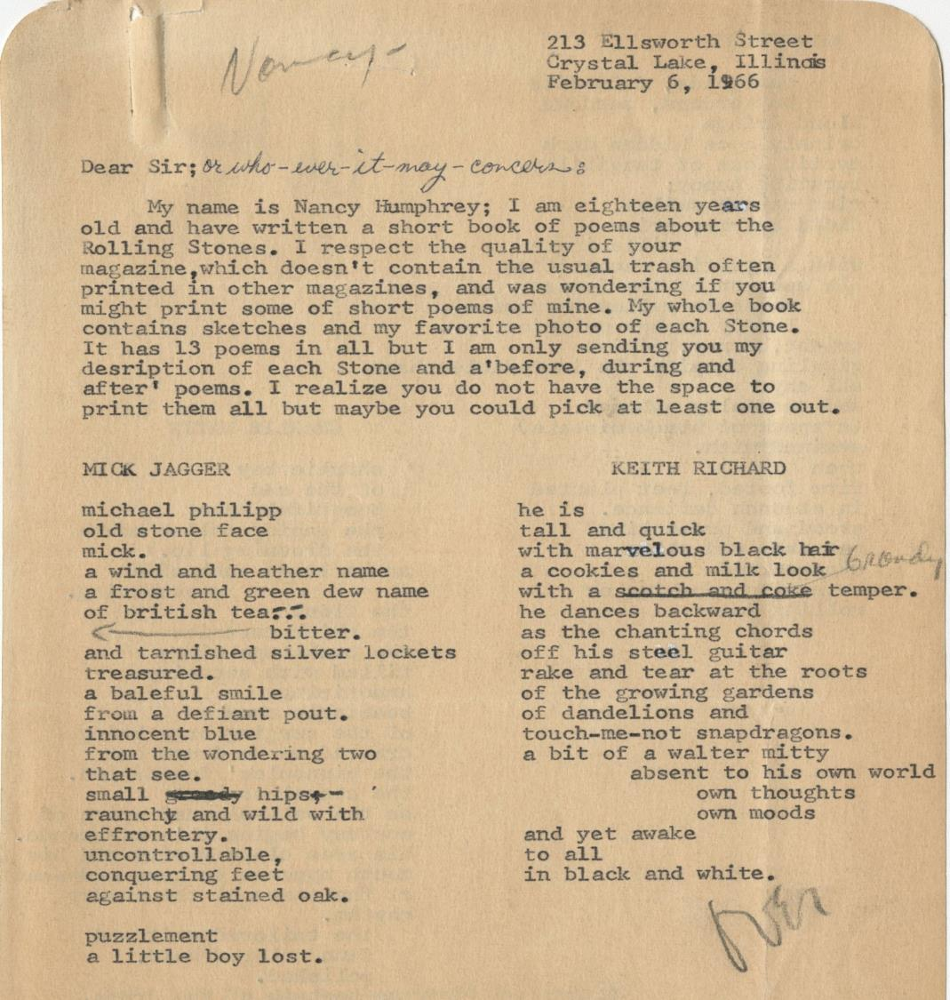 Nancy-
213 Ellsworth Street
Crystal Lake, Illinois
February 6, 1966
Dear Sir; or who-ever-it-may-concern:
My name is Nancy Humphrey; I am eighteen years
old and have written a short book of poems about the
Rolling Stones. I respect the quality of your
magazine,which doesn't contain the usual trash often
printed in other magazines, and was wondering if you
might print some of short poems of mine. My whole book
contains sketches and my favorite photo of each Stone.
It has 13 poems in all but I am only sending you my
desription of each Stone and a'before, during and
after' poems. I realize you do not have the space to
print them all but maybe you could pick at least one out.
MICK JAGGER
michael philipp
old stone face
mick.
a wind and heather name
a frost and green dew name
of british tea...
bitter.
and tarnished silver lockets
treasured.
a baleful smile
from a defiant pout.
innocent blue
from the wondering two
that see.
small greedy hips-
raunchy and wild with
effrontery.
uncontrollable,
conquering feet
against stained oak.
puzzlement
a little boy lost.
KEITH RICHARD
he is
tall and quick
with marvelous black hair
a cookies and milk look
with a scotch and coke temper.
he dances backward
as the chanting chords
off his steel guitar
rake and tear at the roots
of the growing gardens
of dandelions and
touch-me-not snapdragons.
a bit of a walter mitty
absent to his own world
own thoughts
own moods
and yet awake
to all
in black and white.
over